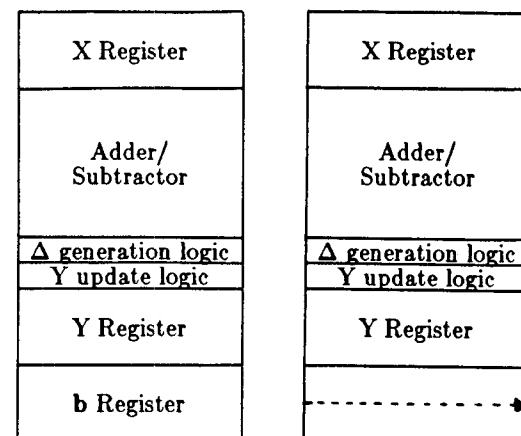 X Register
Adder/
Subtractor
Δ generation logic
Y update logic
Y Register
b Register
X Register
Adder/
Subtractor
Δ generation logic
Y update logic
Y Register